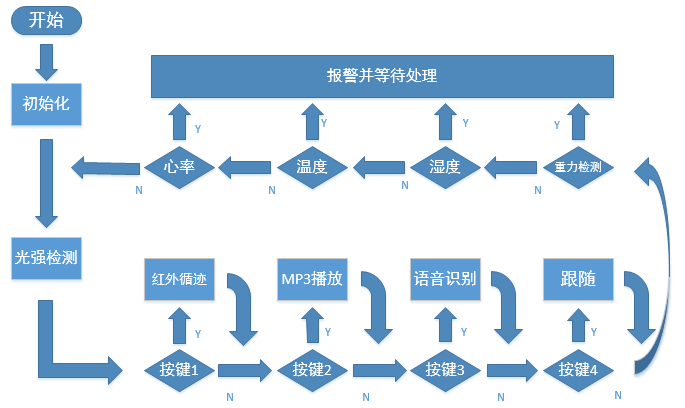 开始
报警并等待处理
初始化
Y
Y
Y
Y
心率
温度
湿度
重力检测
N
N
N
N
光强检测
红外循迹
MP3播放
语音识别
跟随
Y
Y
Y
Y
按键1
按键2
按键3
按键4
N
N
N
N